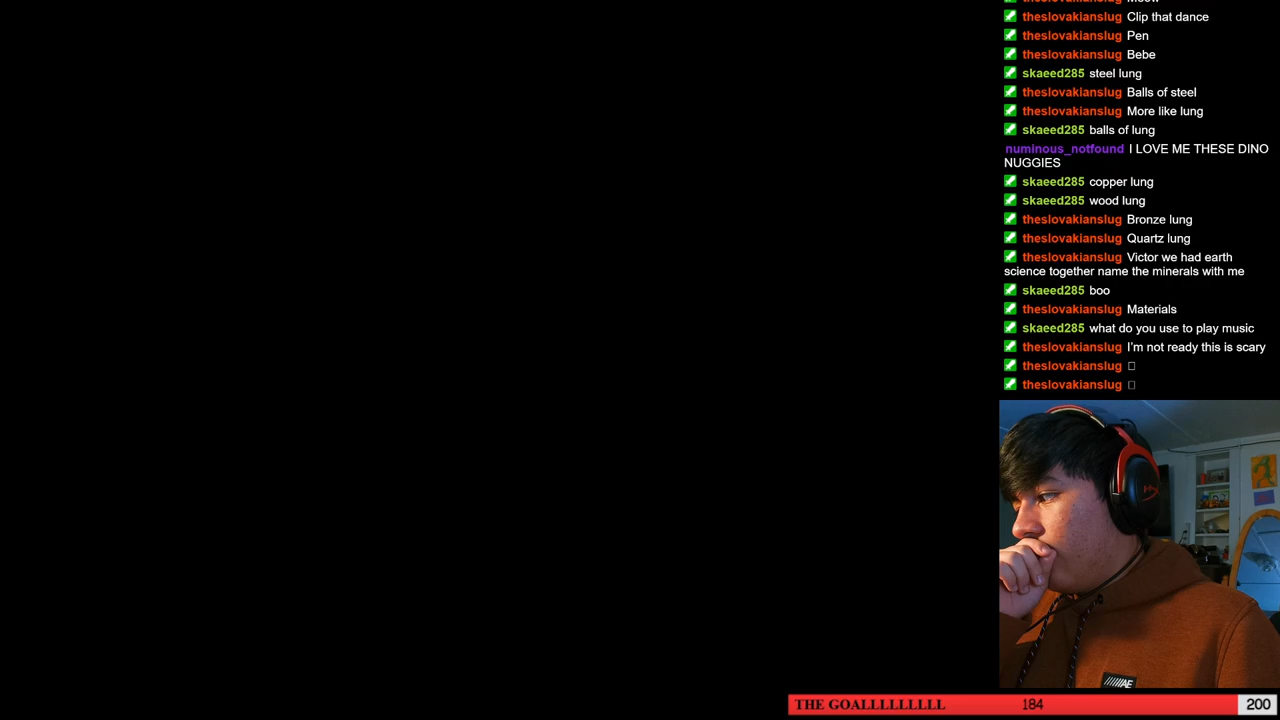 theslovakianslug Clip that dance
theslovakianslug Pen
theslovakianslug Bebe
skaeed285 steel lung
theslovakianslug Balls of steel
theslovakianslug More like lung
skaeed285 balls of lung
numinous_notfound I LOVE ME THESE DINO
NUGGIES
skaeed285 copper lung
skaeed285 wood lung
theslovakianslug Bronze lung
theslovakianslug Quartz lung
theslovakianslug Victor we had earth
science together name the minerals with me
skaeed285 boo
theslovakianslug Materials
skaeed285 what do you use to play music
theslovakianslug I'm not ready this is scary
theslovakianslug
theslovakianslug
AE
THE GOALLLLLLLLL 184 200